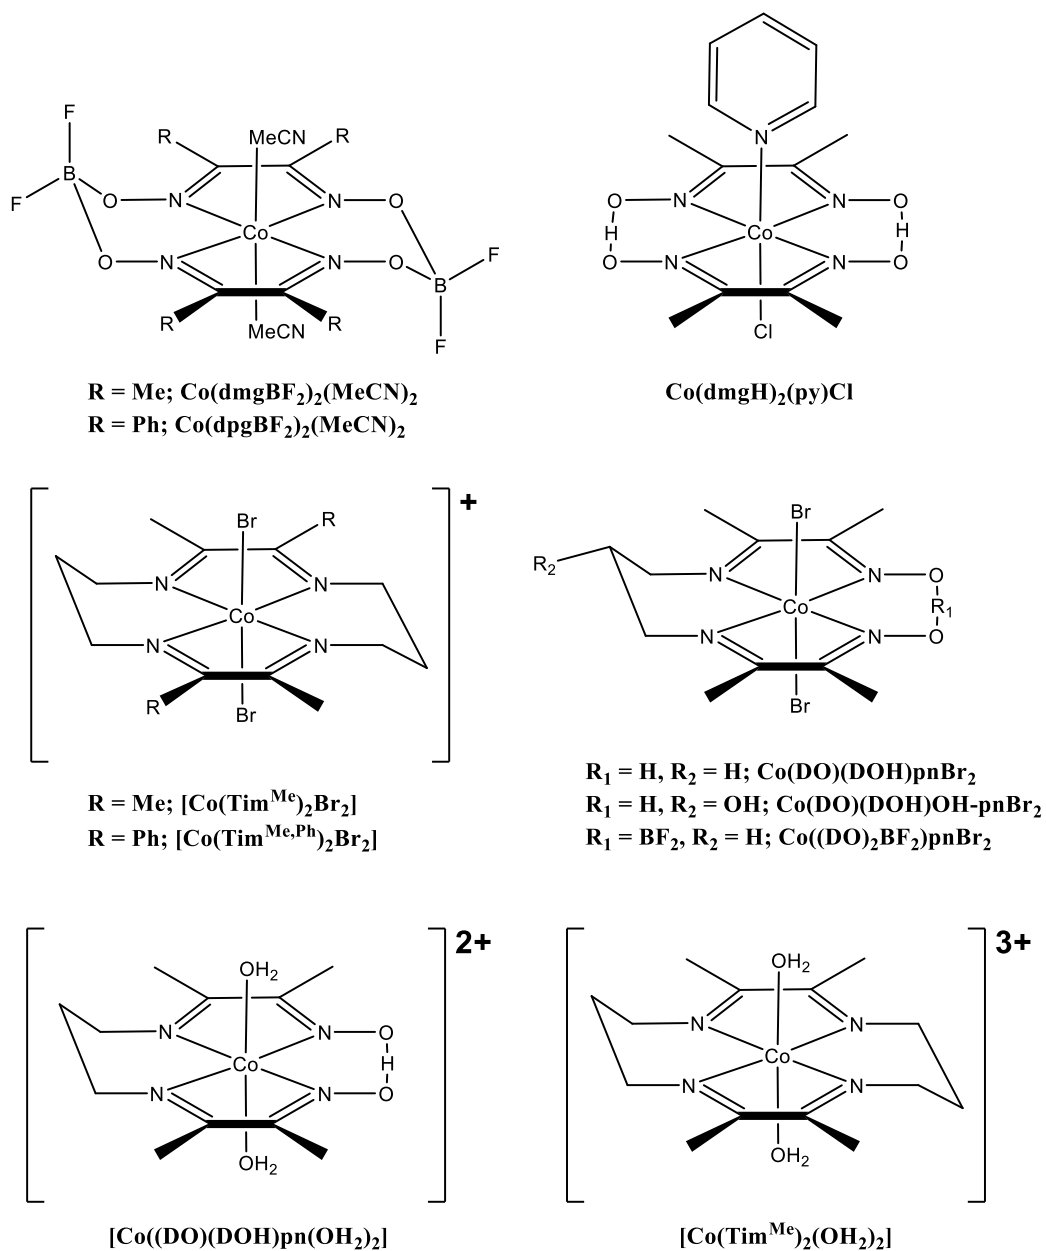 F
R
MeCN
R
B
F
O
N
N
O
Co
O
N
N
O
B
F
R
MeCN
R
F
R = Me; Co(dmgBF₂)₂(MeCN)₂
R = Ph; Co(dpgBF₂)₂(MeCN)₂
N
O
N
N
O
H
Co
H
O
N
N
O
Cl
Co(dmgH)₂(py)Cl
+
Br
R
N
N
Co
N
N
R
Br
R = Me; [Co(Timᴹᵉ)₂Br₂]
R = Ph; [Co(Timᴹᵉ,ᴾʰ)₂Br₂]
Br
R₂
N
N
O
Co
R₁
N
N
O
Br
R₁ = H, R₂ = H; Co(DO)(DOH)pnBr₂
R₁ = H, R₂ = OH; Co(DO)(DOH)OH-pnBr₂
R₁ = BF₂, R₂ = H; Co((DO)₂BF₂)pnBr₂
2+
OH₂
N
N
O
Co
H
N
N
O
OH₂
[Co((DO)(DOH)pn(OH₂)₂]
3+
OH₂
N
N
Co
N
N
OH₂
[Co(Timᴹᵉ)₂(OH₂)₂]